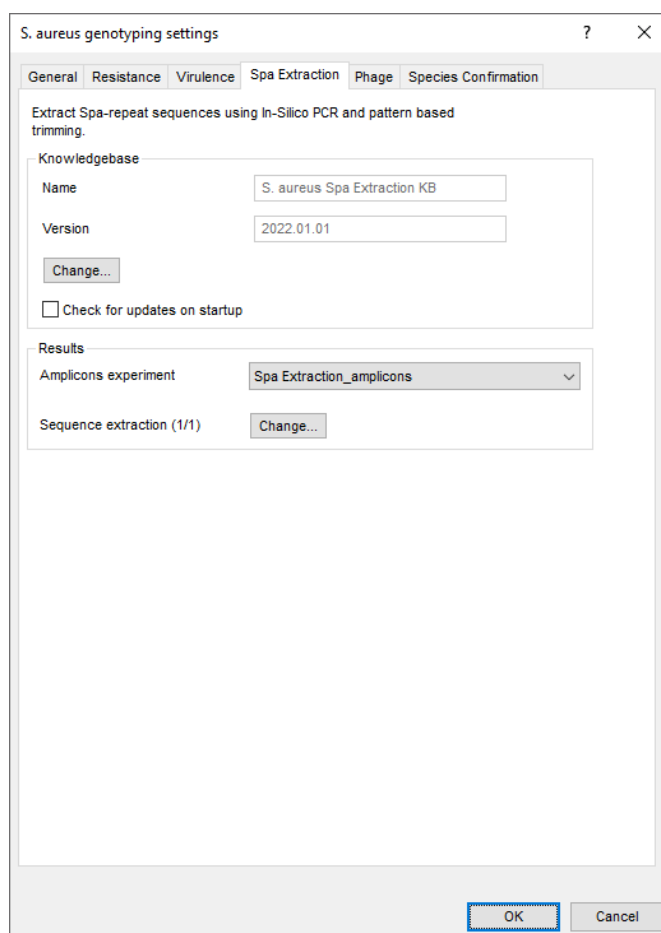 S. aureus genotyping settings ?
General Resistance Virulence Spa Extraction Phage Species Confirmation
Extract Spa-repeat sequences using In-Silico PCR and pattern based
trimming.
Knowledgebase
Name S. aureus Spa Extraction KB
Version 2022.01.01
Change...
Check for updates on startup
Results
Amplicons experiment Spa Extraction_amplicons
Sequence extraction (1/1) Change...
OK Cancel